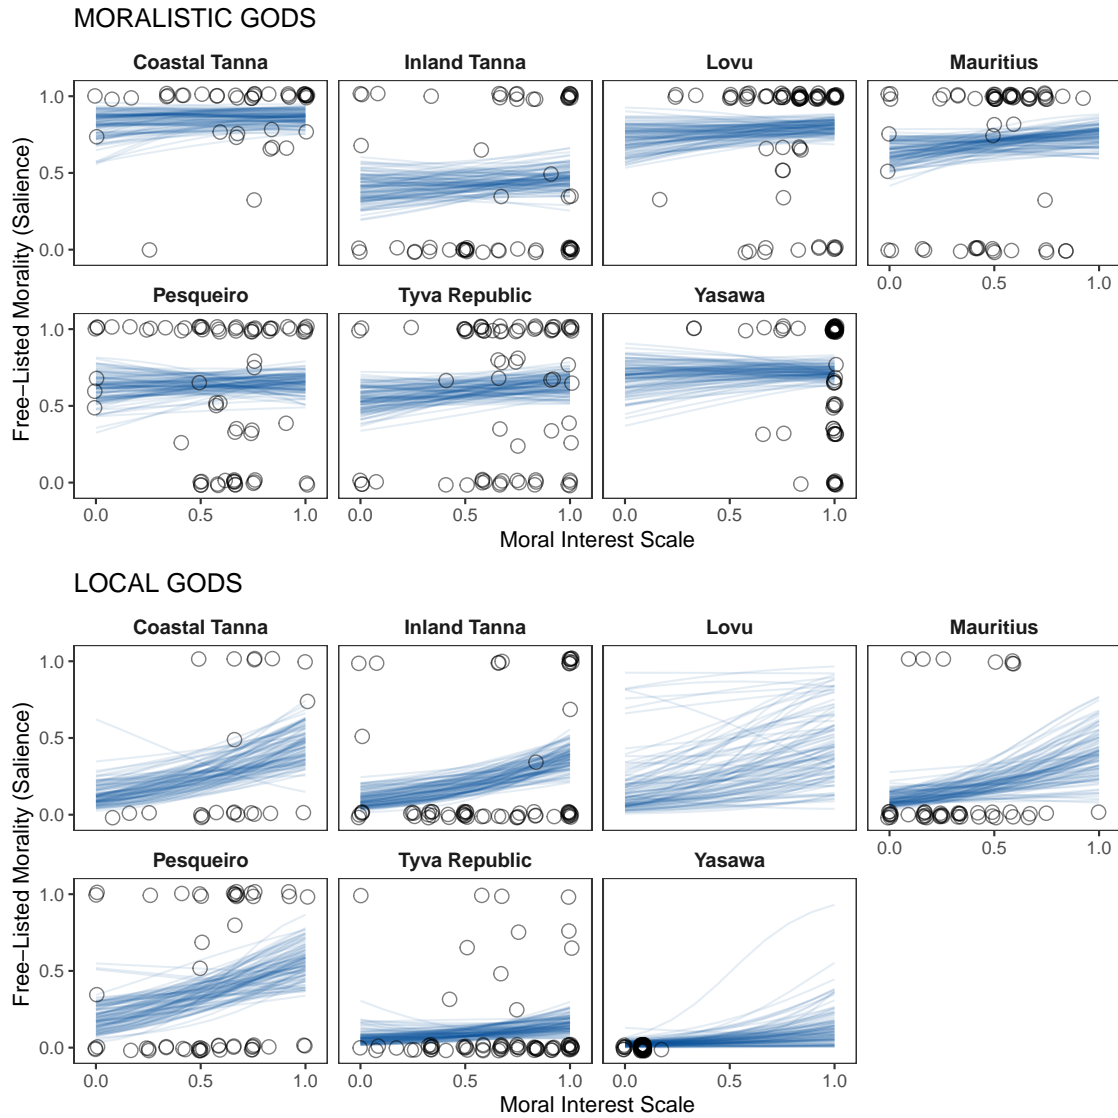 MORALISTIC GODS
Coastal Tanna
Inland Tanna
Lovu
Mauritius
1.0
0.5
0.0
0.0 0.5 1.0
Pesqueiro
Tyva Republic
Yasawa
1.0
0.5
0.0
0.0 0.5 1.0
0.0 0.5 1.0
0.0 0.5 1.0
Free−Listed Morality (Salience)
Moral Interest Scale
LOCAL GODS
Coastal Tanna
Inland Tanna
Lovu
Mauritius
1.0
0.5
0.0
0.0 0.5 1.0
Pesqueiro
Tyva Republic
Yasawa
1.0
0.5
0.0
0.0 0.5 1.0
0.0 0.5 1.0
0.0 0.5 1.0
Free−Listed Morality (Salience)
Moral Interest Scale